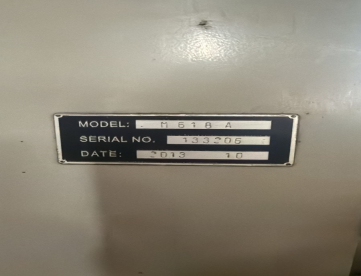 MODEL: M618A
SERIAL NO. 133206
DATE: 2013 10